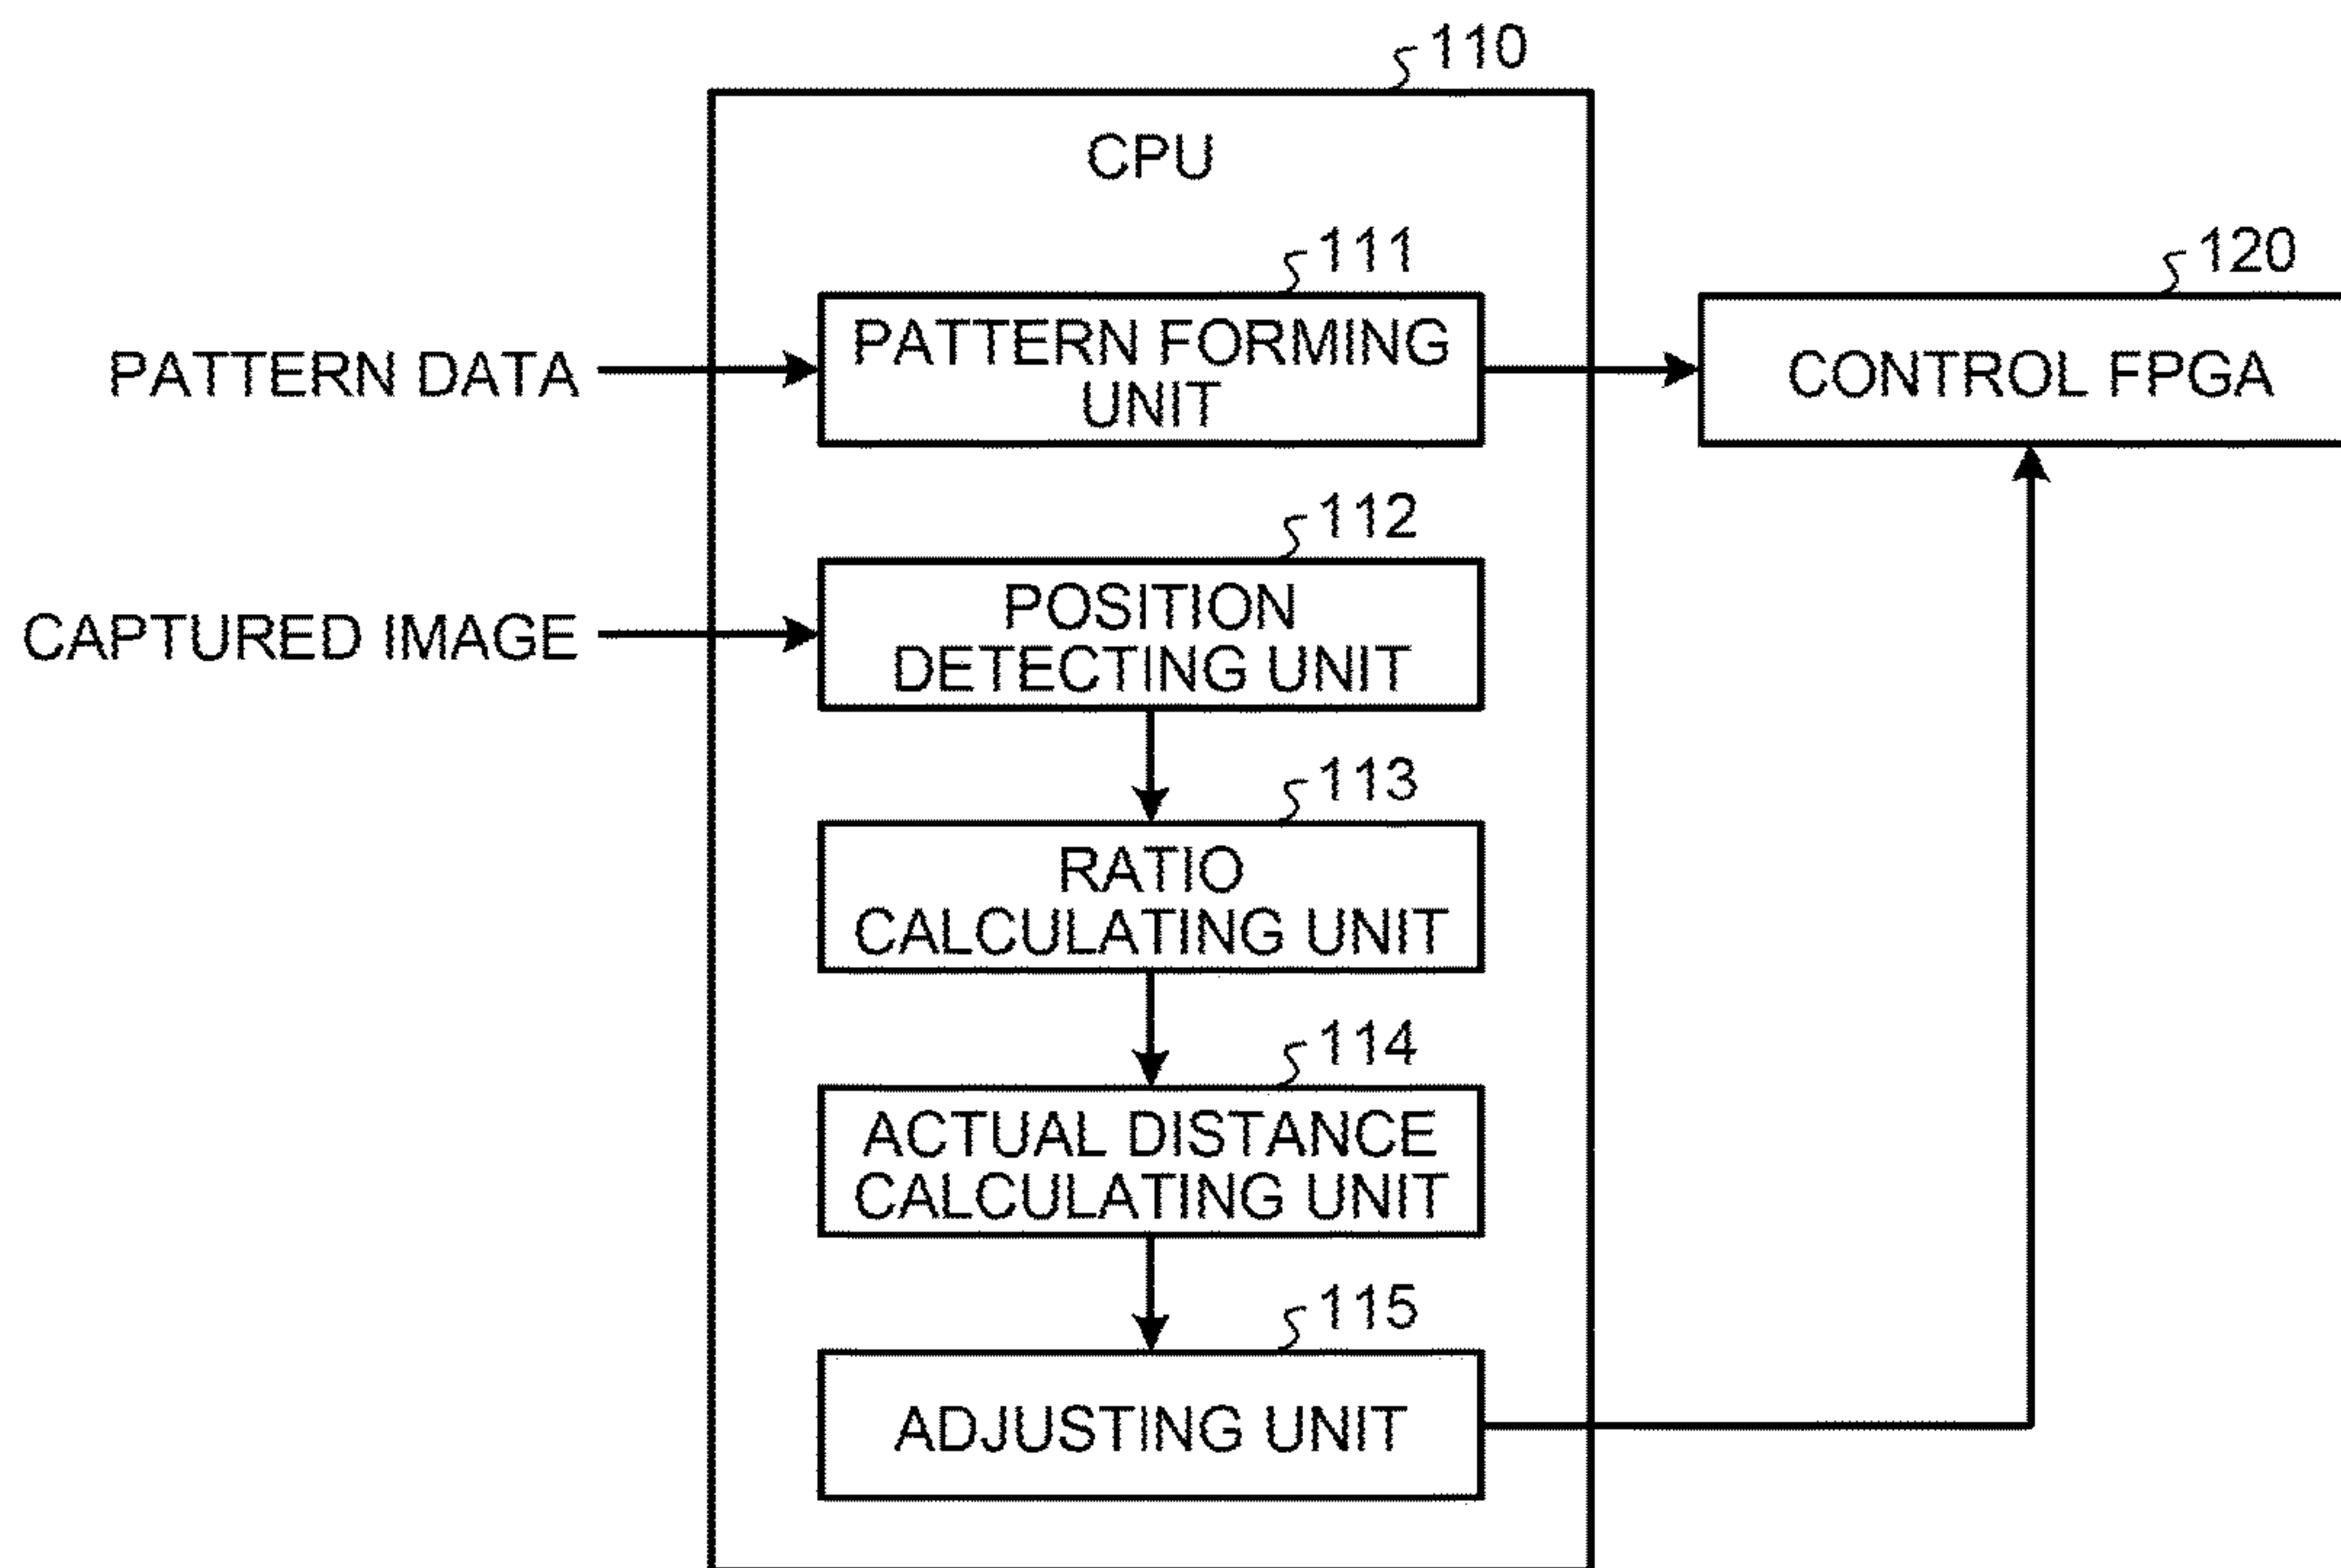 110
CPU
111
120
PATTERN DATA
PATTERN FORMING
UNIT
CONTROL FPGA
112
CAPTURED IMAGE
POSITION
DETECTING UNIT
113
RATIO
CALCULATING UNIT
114
ACTUAL DISTANCE
CALCULATING UNIT
115
ADJUSTING UNIT